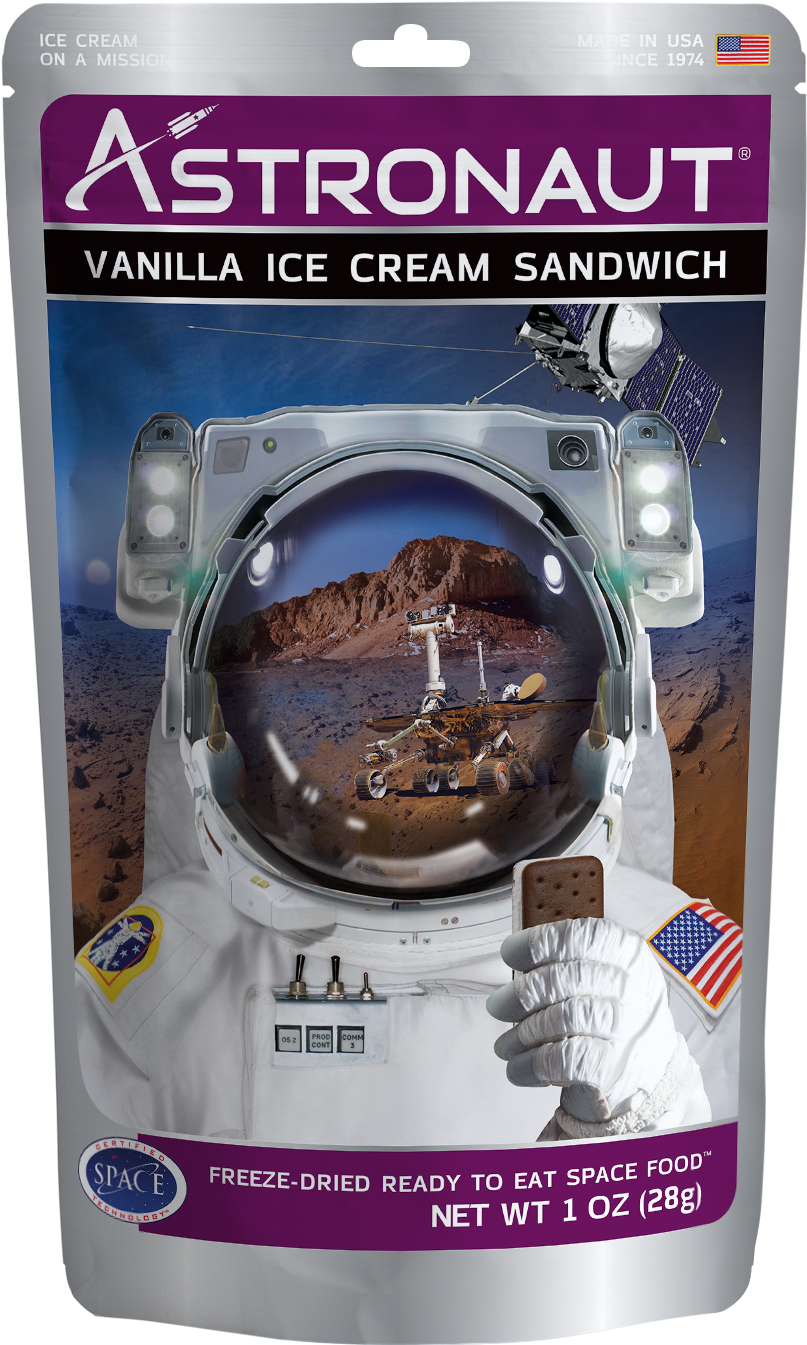 ICE CREAM
ON A MISSION
MADE IN USA
SINCE 1974
ASTRONAUT®
VANILLA ICE CREAM SANDWICH
OS 2
PROD
CONT
COMM
3
CERTIFIED
SPACE
TECHNOLOGY™
FREEZE-DRIED READY TO EAT SPACE FOOD™
NET WT 1 OZ (28g)